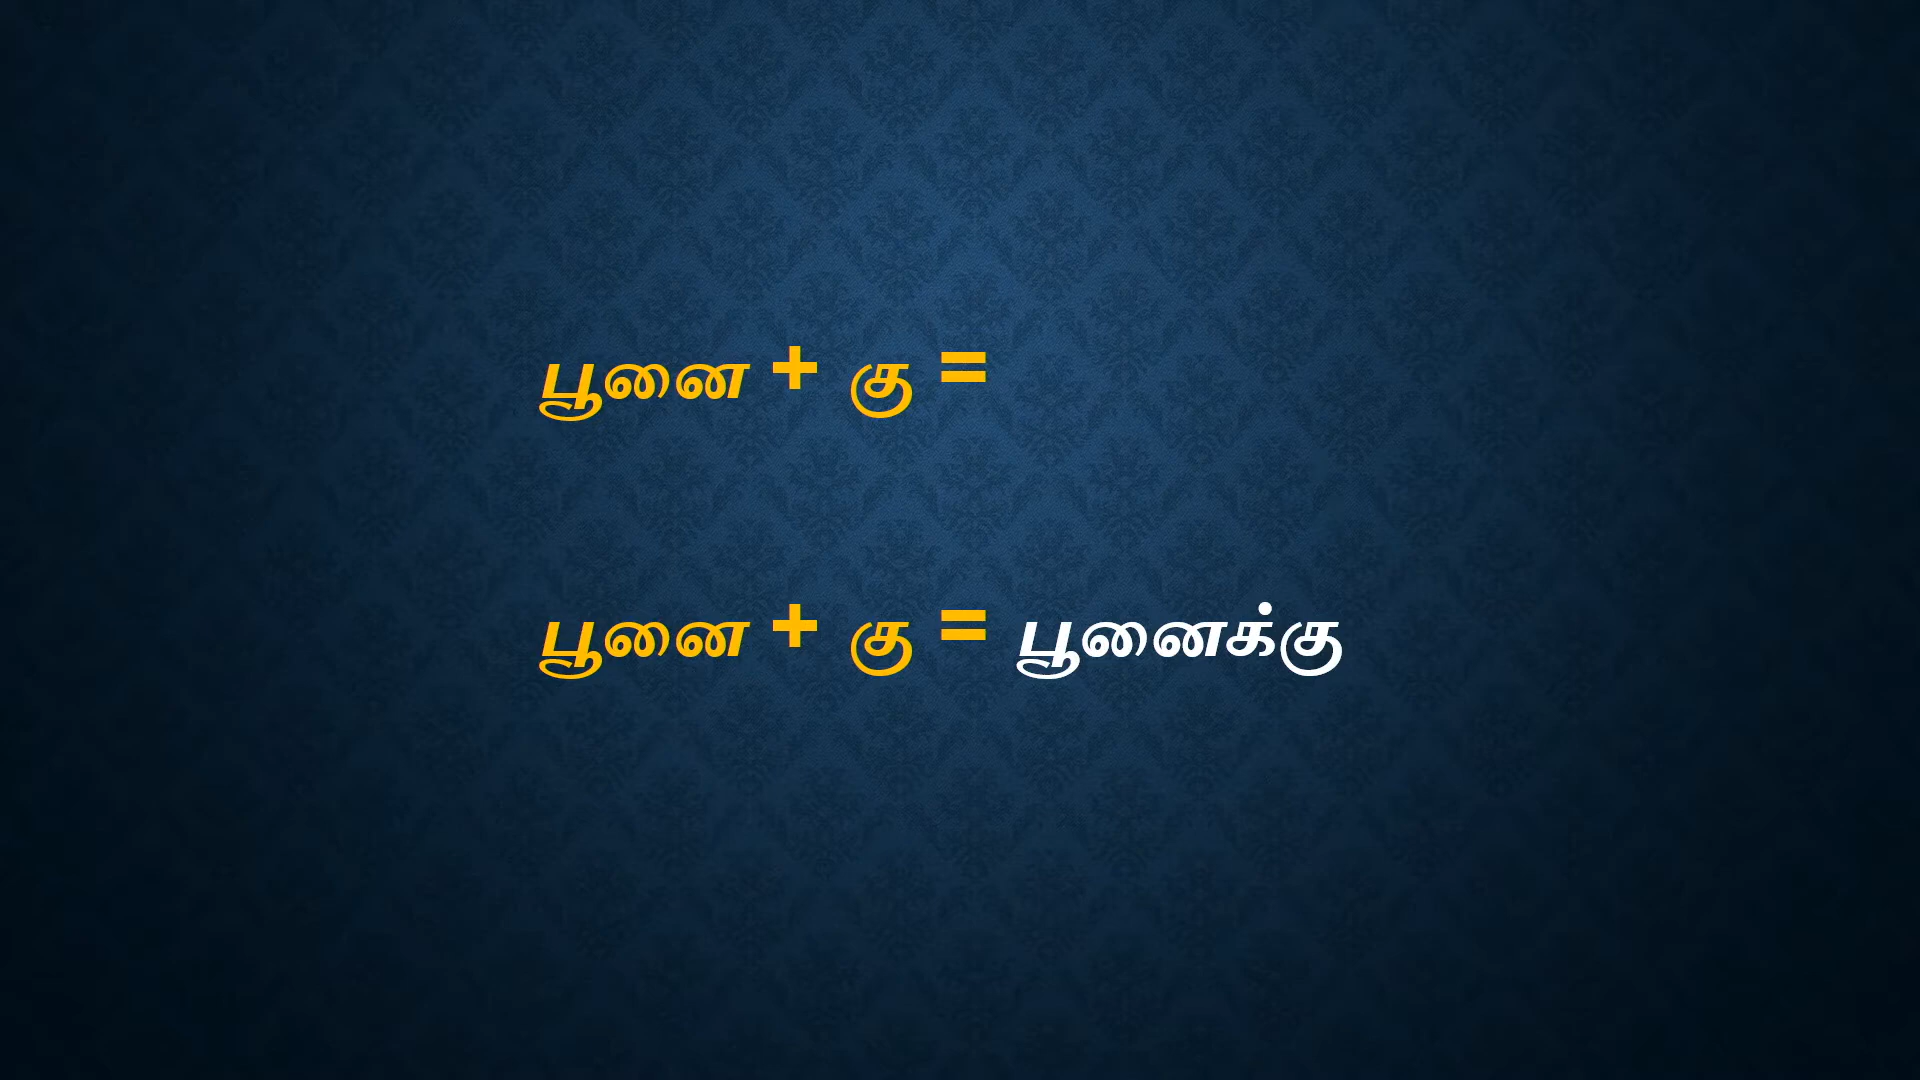 பூனை + கு =
பூனை + கு = பூனைக்கு